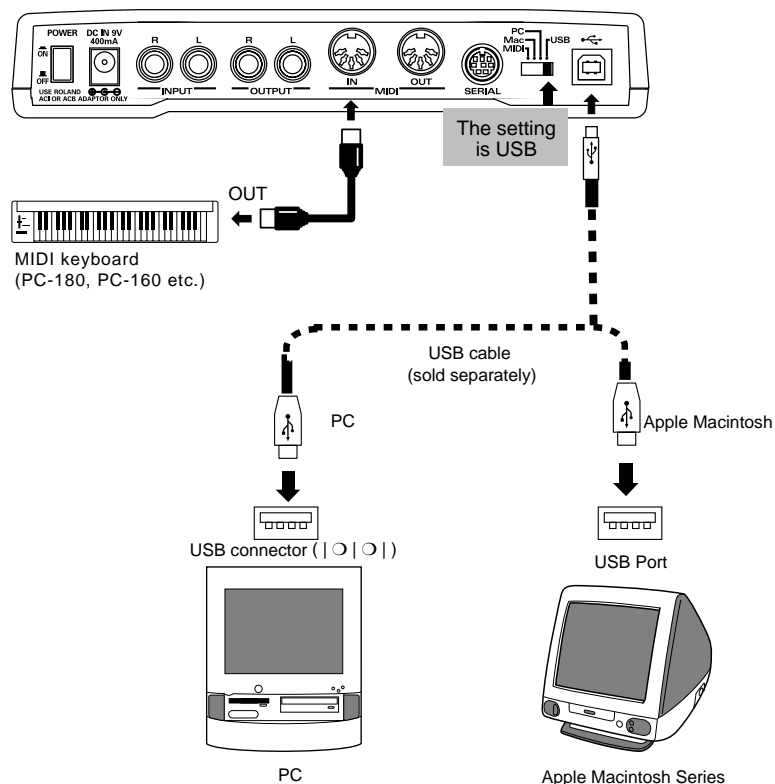 POWER
DC IN 9V
400mA
ON
OFF
USE ROLAND
ACI OR ACB ADAPTOR ONLY
R
L
INPUT
R
L
OUTPUT
IN
MIDI
OUT
SERIAL
PC
Mac
MIDI
USB
The setting
is USB
OUT
MIDI keyboard
(PC-180, PC-160 etc.)
USB cable
(sold separately)
PC
Apple Macintosh
USB connector ( | ❍ | ❍ | )
USB Port
PC
Apple Macintosh Series